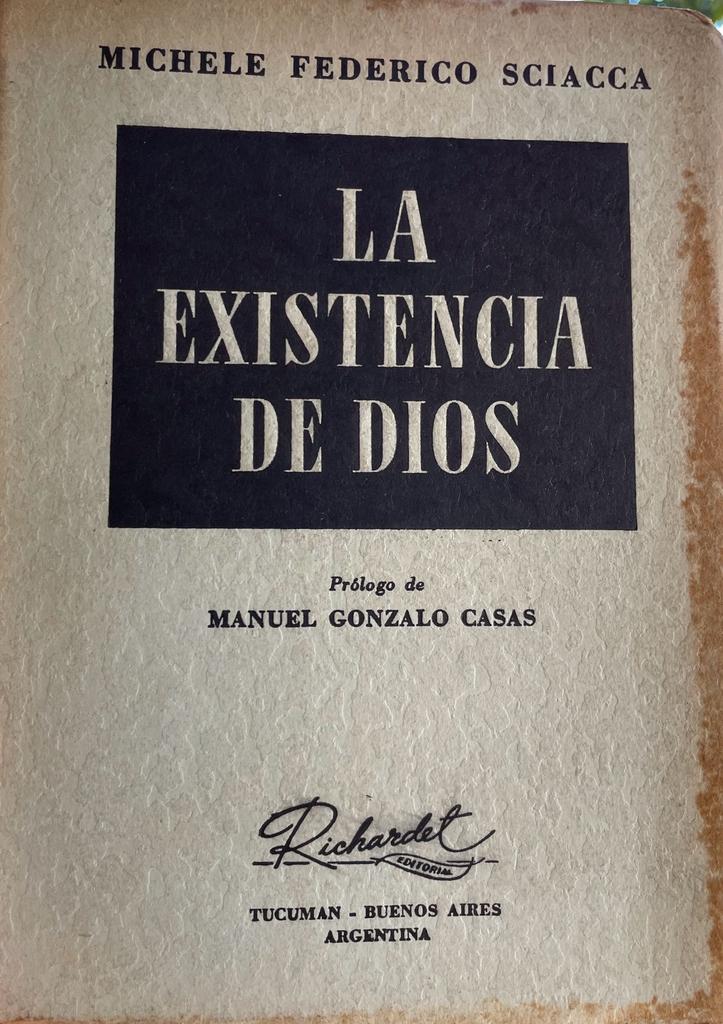 MICHELE FEDERICO SCIACCA
LA
EXISTENCIA
DE DIOS
Prólogo de
MANUEL GONZALO CASAS
Richardet
EDITORIAL
TUCUMAN - BUENOS AIRES
ARGENTINA